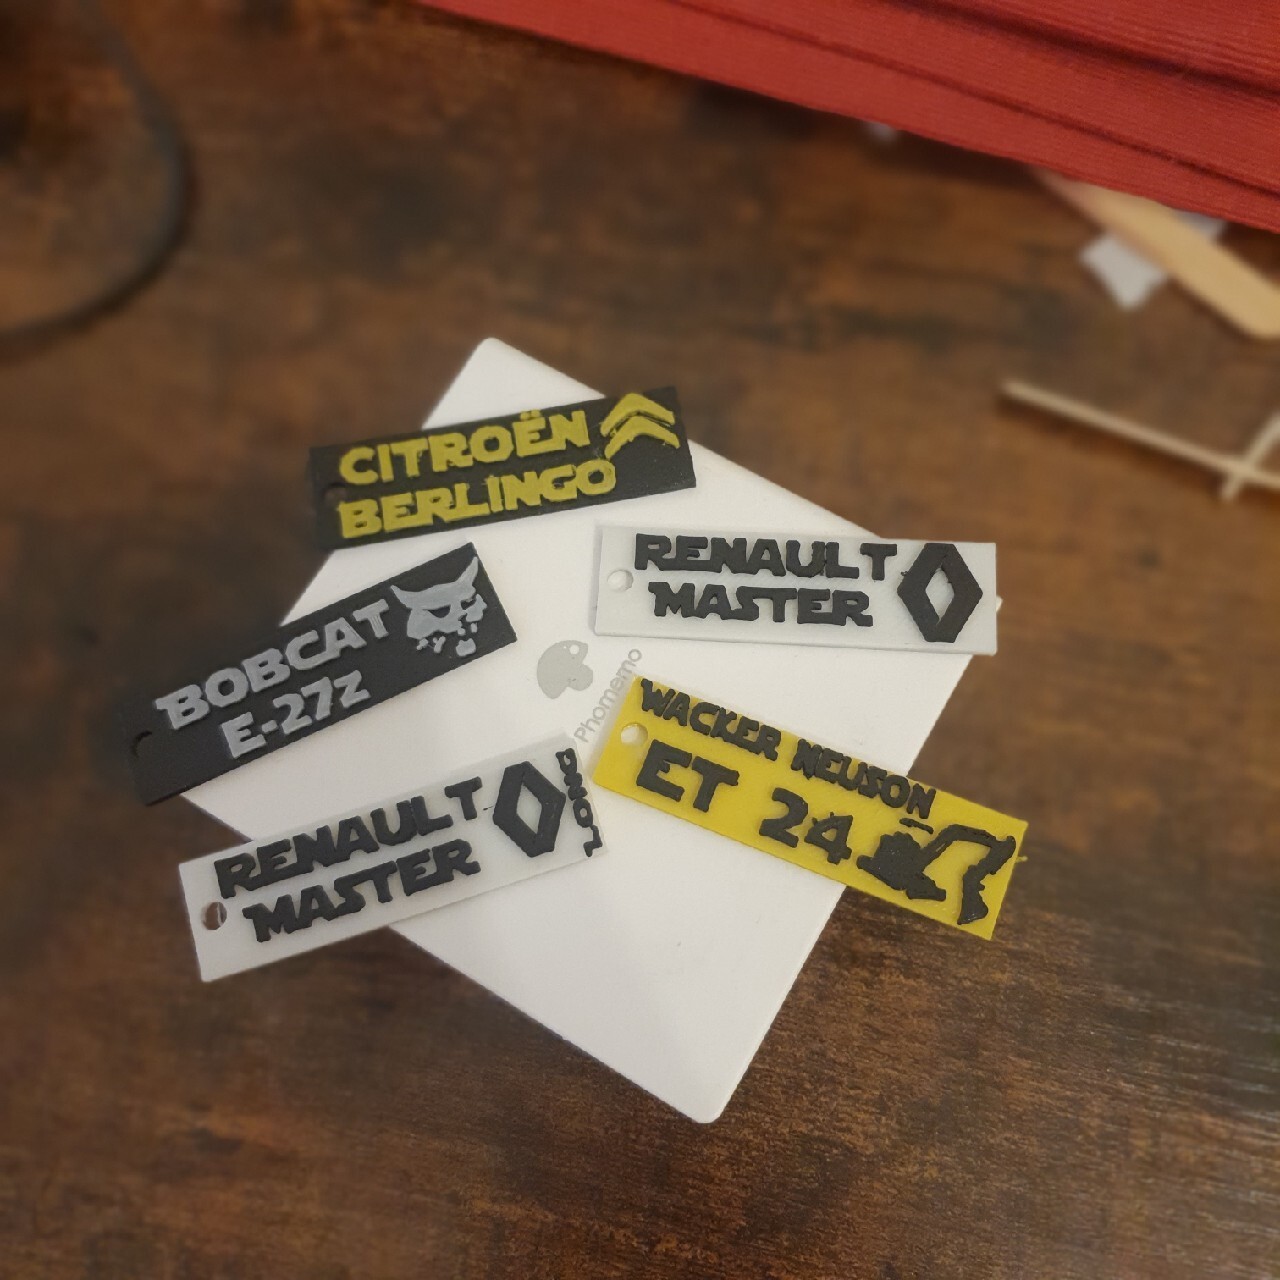 CITROËN
BERLINGO
RENAULT
MASTER
BOBCAT
E-27z
Phomemo
WACKER NEUSON
ET 24
RENAULT
MASTER
LONG